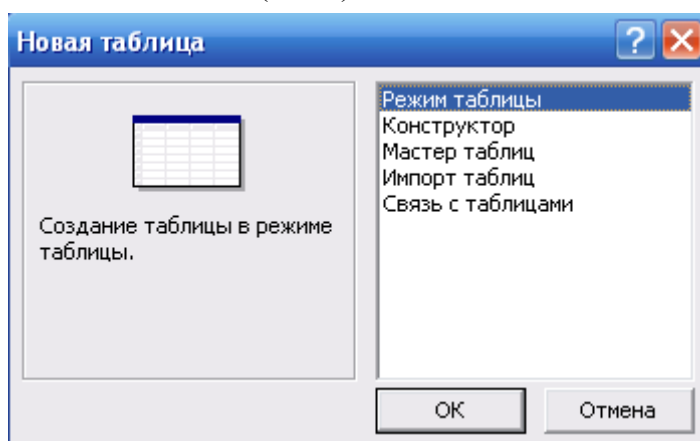 Новая таблица
Создание таблицы в режиме
таблицы.
Режим таблицы
Конструктор
Мастер таблиц
Импорт таблиц
Связь с таблицами
ОК
Отмена